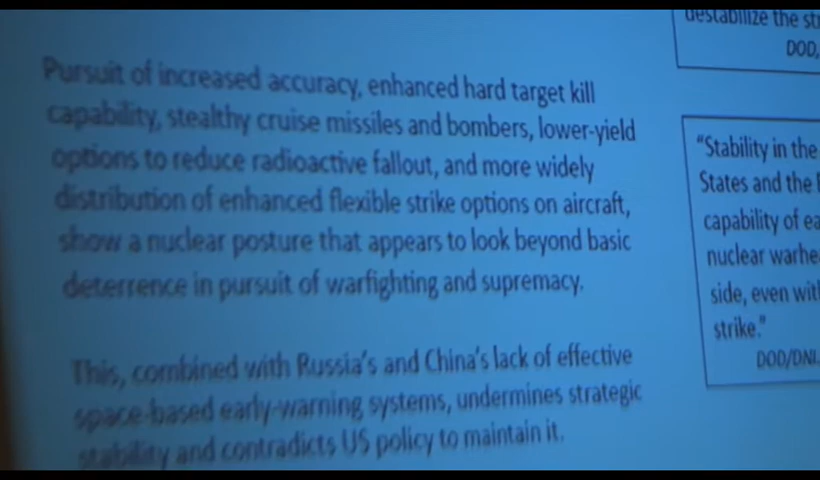 Pursuit of increased accuracy, enhanced hard target kill
capability, stealthy cruise missiles and bombers, lower-yield
options to reduce radioactive fallout, and more widely
distribution of enhanced flexible strike options on aircraft,
show a nuclear posture that appears to look beyond basic
deterrence in pursuit of warfighting and supremacy.
This, combined with Russia's and China's lack of effective
space-based early-warning systems, undermines strategic
stability and contradicts US policy to maintain it.
destabilize the
DOD,
"Stability in the
States and the
capability of
nuclear
side, even
strike."
DOD/DNI